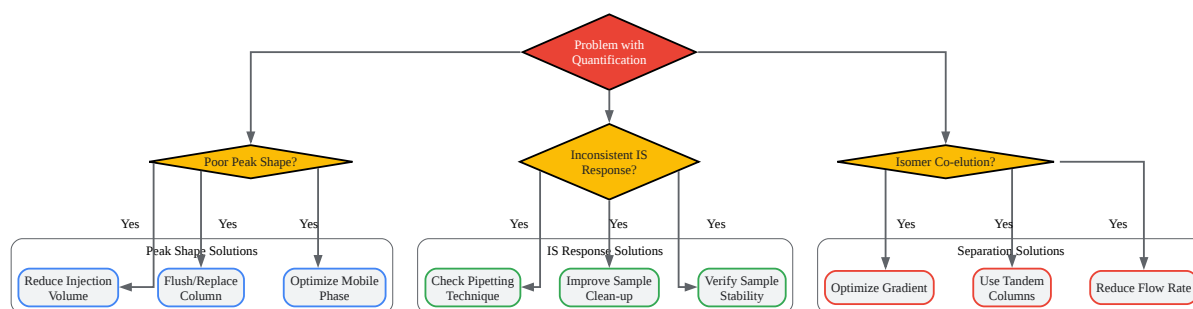 Problem with
Quantification
Poor Peak Shape?
Inconsistent IS
Response?
Isomer Co-elution?
Yes
Yes
Yes
Yes
Yes
Yes
Yes
Yes
Peak Shape Solutions
IS Response Solutions
Separation Solutions
Reduce Injection
Volume
Flush/Replace
Column
Optimize Mobile
Phase
Check Pipetting
Technique
Improve Sample
Clean-up
Verify Sample
Stability
Optimize Gradient
Use Tandem
Columns
Reduce Flow Rate